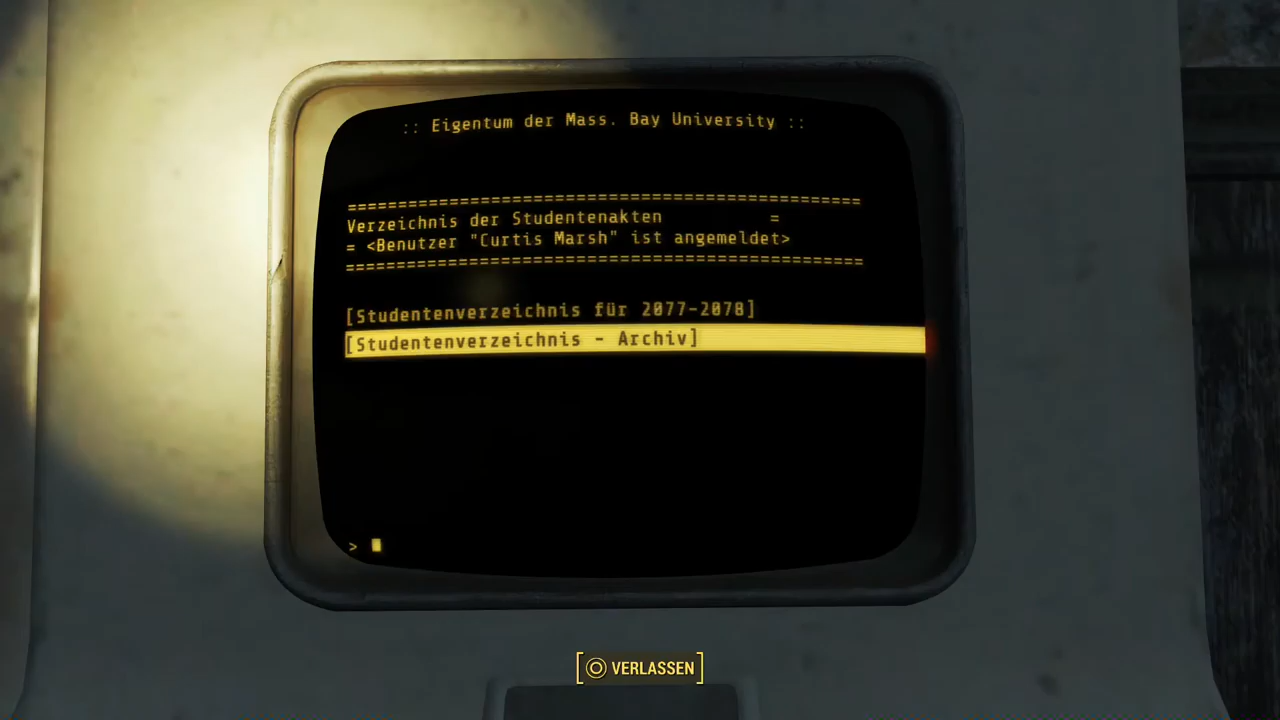 :: Eigentum der Mass. Bay University ::
=================================================
Verzeichnis der Studentenakten =
= <Benutzer "Curtis Marsh" ist angemeldet>
=================================================
[Studentenverzeichnis für 2077-2078]
[Studentenverzeichnis - Archiv]
>
[VERLASSEN]